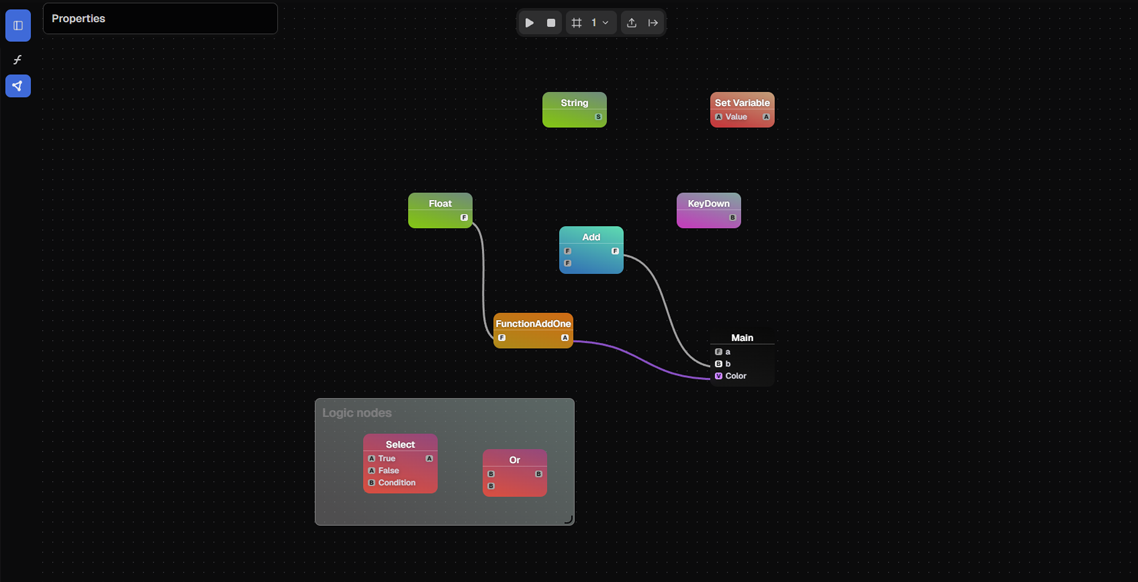 Properties
1
String
S
Set Variable
A Value A
Float
F
KeyDown
B
Add
F F
F
FunctionAddOne
F A
Main
F a
B b
V Color
Logic nodes
Select
A True A
A False
B Condition
Or
B B
B